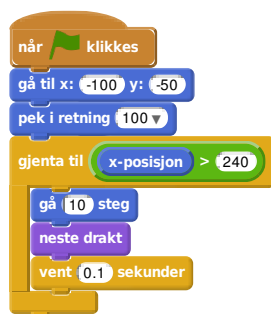 når klikkes
gå til x: -100 y: -50
pek i retning 100▼
gjenta til x-posisjon > 240
gå 10 steg
neste drakt
vent 0.1 sekunder